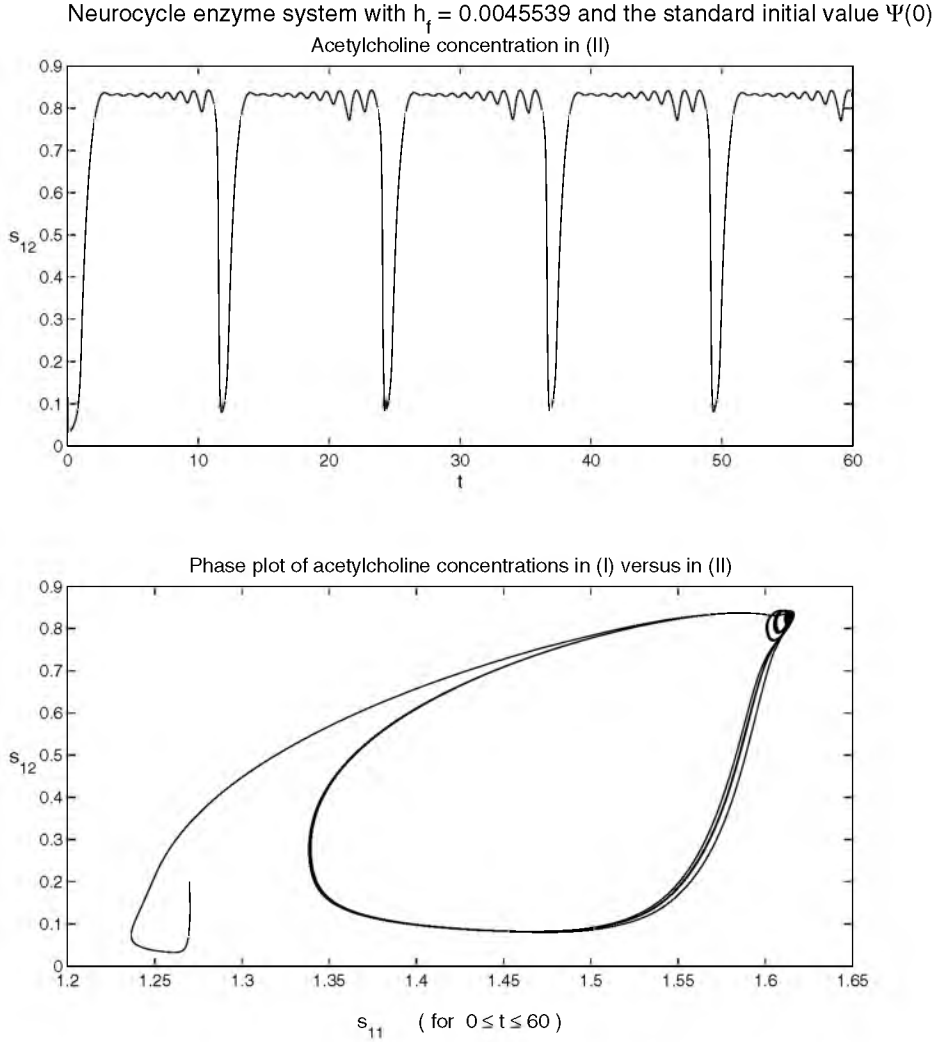 Neurocycle enzyme system with h_f = 0.0045539 and the standard initial value Ψ(0)
Acetylcholine concentration in (II)
0.9
0.8
0.7
0.6
s_12 0.5
0.4
0.3
0.2
0.1
0
0 10 20 30 40 50 60
t
Phase plot of acetylcholine concentrations in (I) versus in (II)
0.9
0.8
0.7
0.6
s_12 0.5
0.4
0.3
0.2
0.1
0
1.2 1.25 1.3 1.35 1.4 1.45 1.5 1.55 1.6 1.65
s_11 ( for 0 ≤ t ≤ 60 )